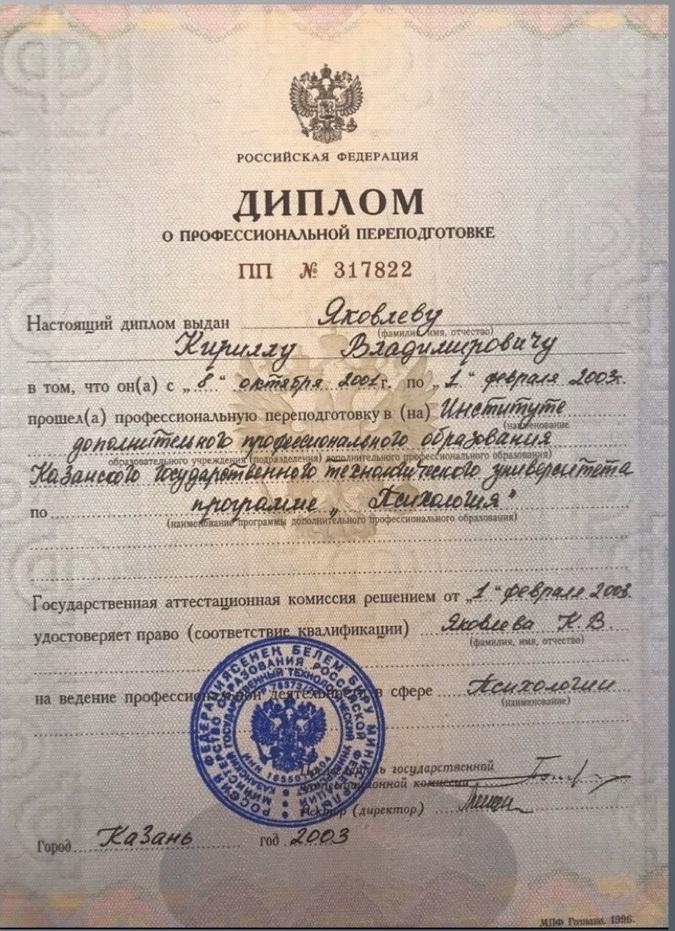 РОССИЙСКАЯ ФЕДЕРАЦИЯ
ДИПЛОМ
О ПРОФЕССИОНАЛЬНОЙ ПЕРЕПОДГОТОВКЕ
ПП № 317822
Настоящий диплом выдан Яковлеву
(фамилия, имя, отчество)
Кириллу Владимировичу
в том, что он(а) с „8“ октября 2001г. по „1“ февраля 2003г.
прошел(а) профессиональную переподготовку в (на) Институте
(наименование
дополнительного профессионального образования
образовательного учреждения (подразделения) дополнительного профессионального образования)
Казанского государственного технологического университета
по программе „Психология“
(наименование программы дополнительного профессионального образования)
Государственная аттестационная комиссия решением от „1“ февраля 2003.
удостоверяет право (соответствие квалификации) Яковлева К.В.
(фамилия, имя, отчество)
на ведение профессиональной деятельности в сфере Психологии
(наименование)
Председатель государственной
аттестационной комиссии
Ректор (директор)
Город Казань год 2003
МПФ Гознака. 1996.